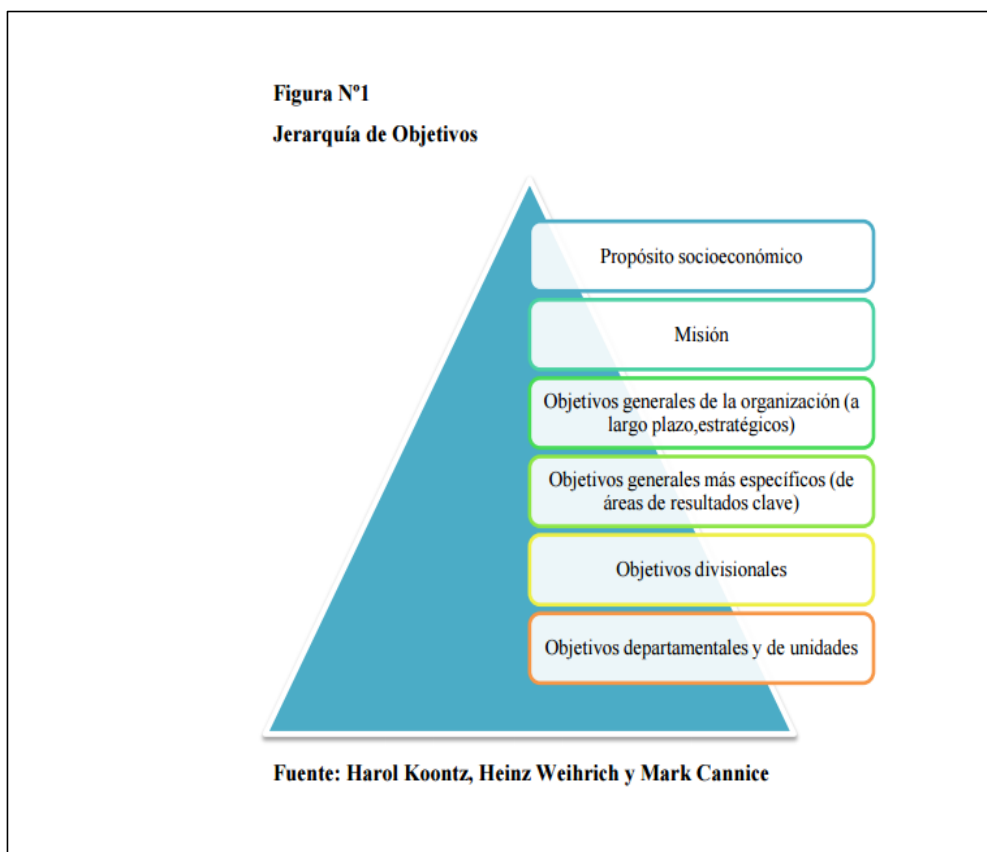 Figura Nº1
Jerarquía de Objetivos
Propósito socioeconómico
Misión
Objetivos generales de la organización (a
largo plazo,estratégicos)
Objetivos generales más específicos (de
áreas de resultados clave)
Objetivos divisionales
Objetivos departamentales y de unidades
Fuente: Harol Koontz, Heinz Weihrich y Mark Cannice